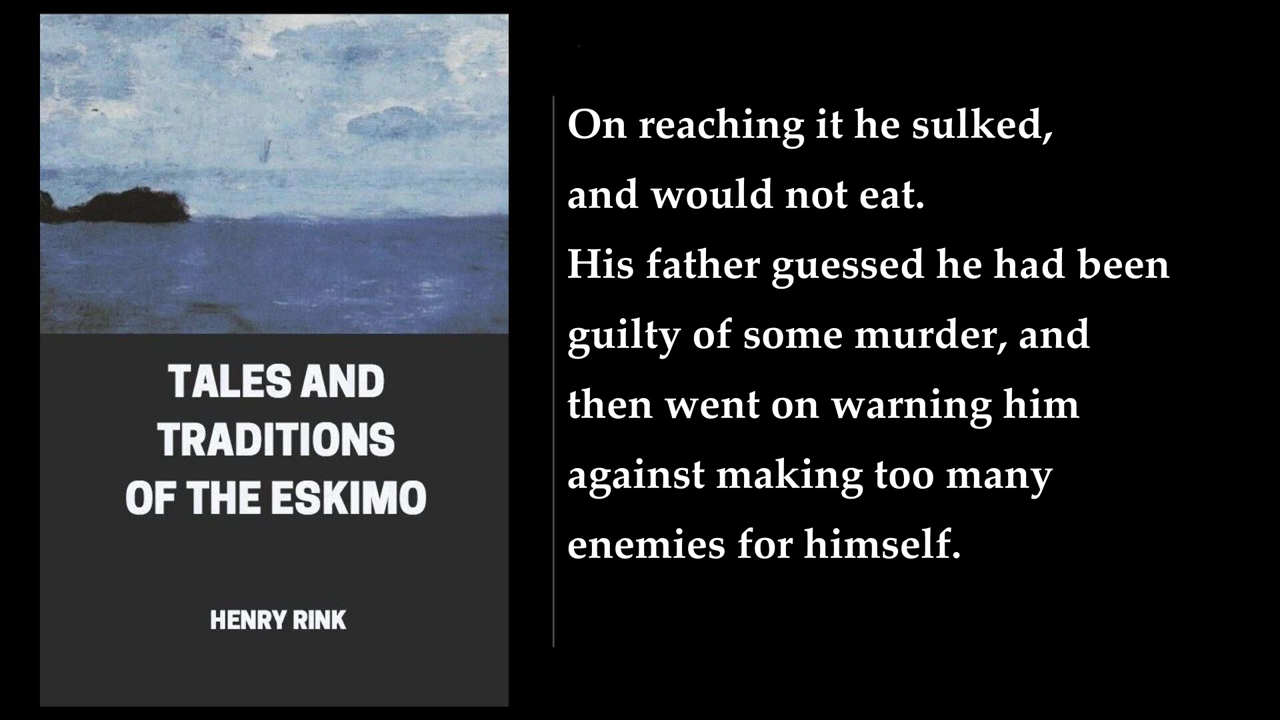 TALES AND
TRADITIONS
OF THE ESKIMO
HENRY RINK
On reaching it he sulked,
and would not eat.
His father guessed he had been
guilty of some murder, and
then went on warning him
against making too many
enemies for himself.